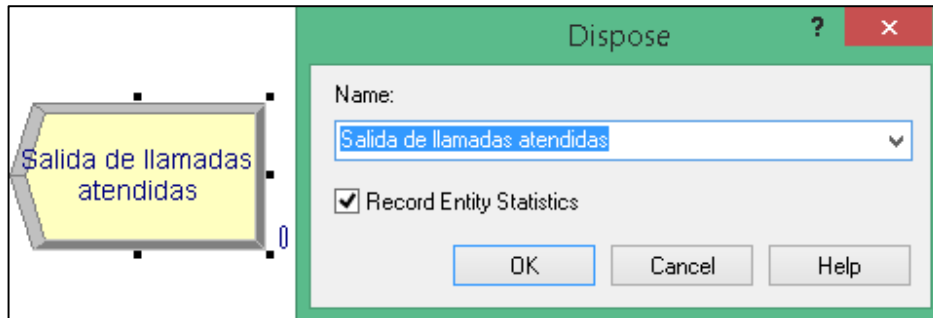 Salida de llamadas
atendidas
0
Dispose
?
×
Name:
Salida de llamadas atendidas
Record Entity Statistics
OK
Cancel
Help